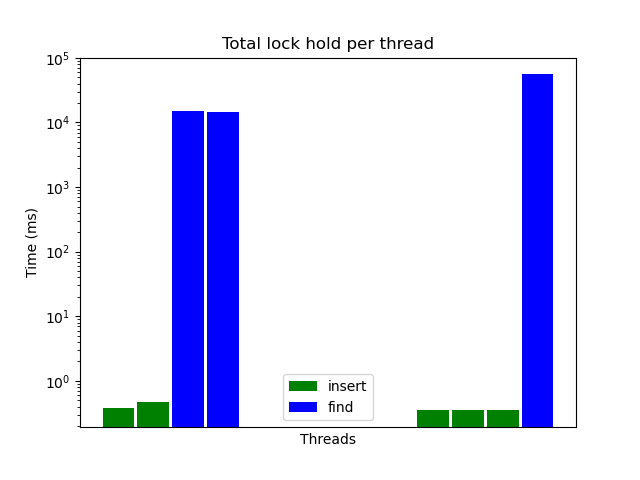 Total lock hold per thread
Time (ms)
10⁵
10⁴
10³
10²
10¹
10⁰
insert
find
Threads